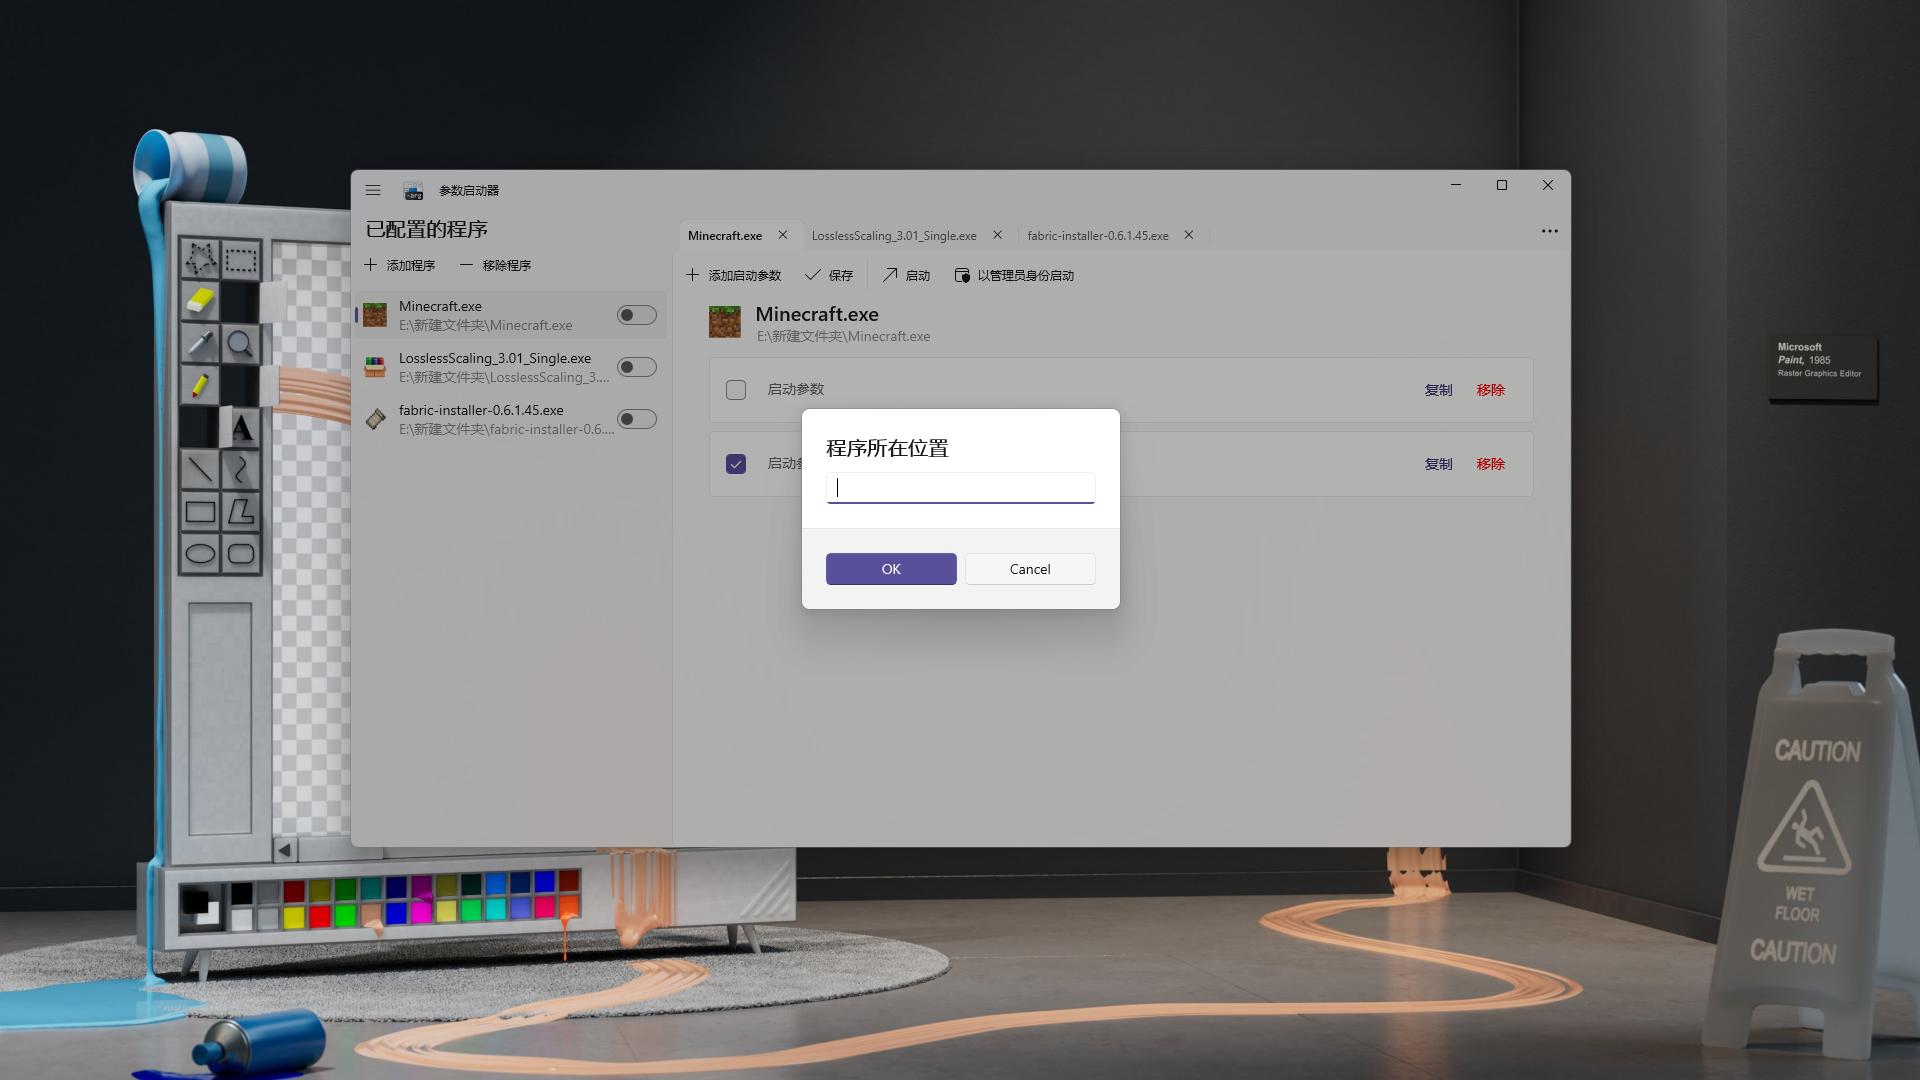 参数启动器
已配置的程序
添加程序
移除程序
Minecraft.exe
E:\新建文件夹\Minecraft.exe
LosslessScaling_3.01_Single.exe
E:\新建文件夹\LosslessScaling_3....
fabric-installer-0.6.1.45.exe
E:\新建文件夹\fabric-installer-0.6....
Minecraft.exe
LosslessScaling_3.01_Single.exe
fabric-installer-0.6.1.45.exe
添加启动参数
保存
启动
以管理员身份启动
Minecraft.exe
E:\新建文件夹\Minecraft.exe
启动参数
复制
移除
启动
复制
移除
程序所在位置
OK
Cancel
A
Microsoft
Paint, 1985
Raster Graphics Editor
CAUTION
WET
FLOOR
CAUTION